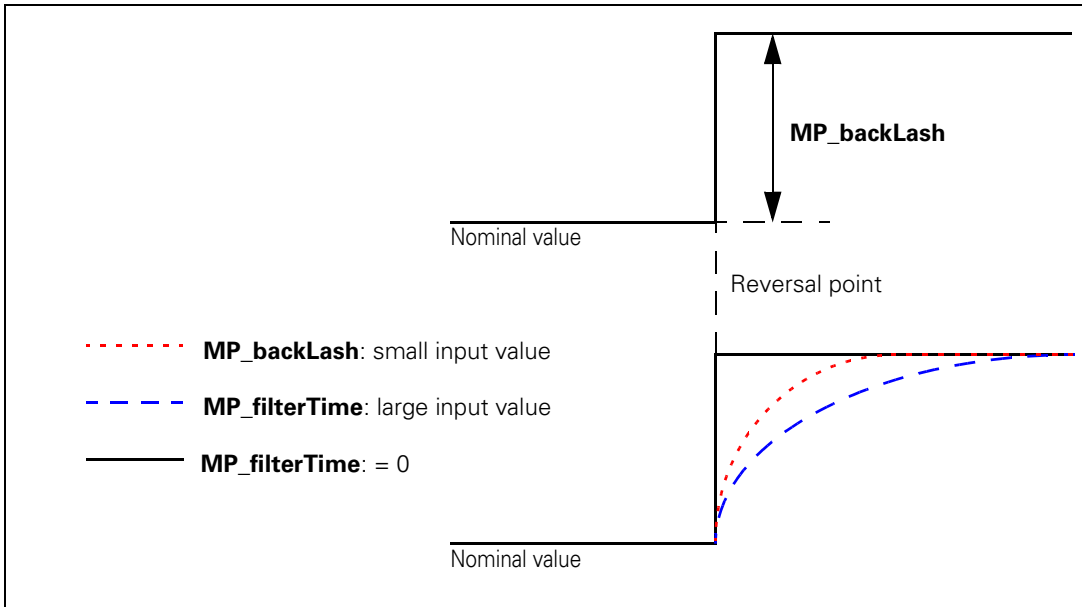 MP_backLash
Nominal value
Reversal point
MP_backLash: small input value
MP_filterTime: large input value
MP_filterTime: = 0
Nominal value